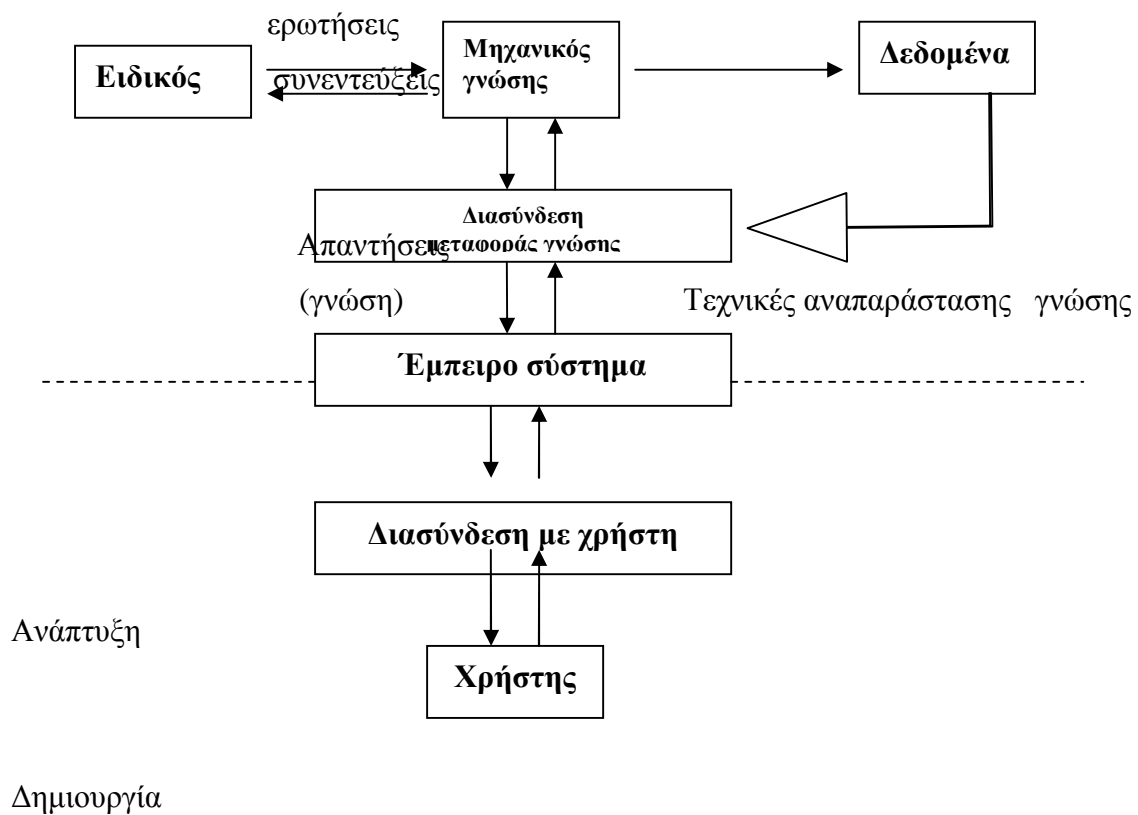 ερωτήσεις
Ειδικός
συνεντεύξεις
Μηχανικός
γνώσης
Δεδομένα
Διασύνδεση
μεταφοράς γνώσης
Απαντήσεις
(γνώση)
Τεχνικές αναπαράστασης γνώσης
Έμπειρο σύστημα
Διασύνδεση με χρήστη
Ανάπτυξη
Χρήστης
Δημιουργία